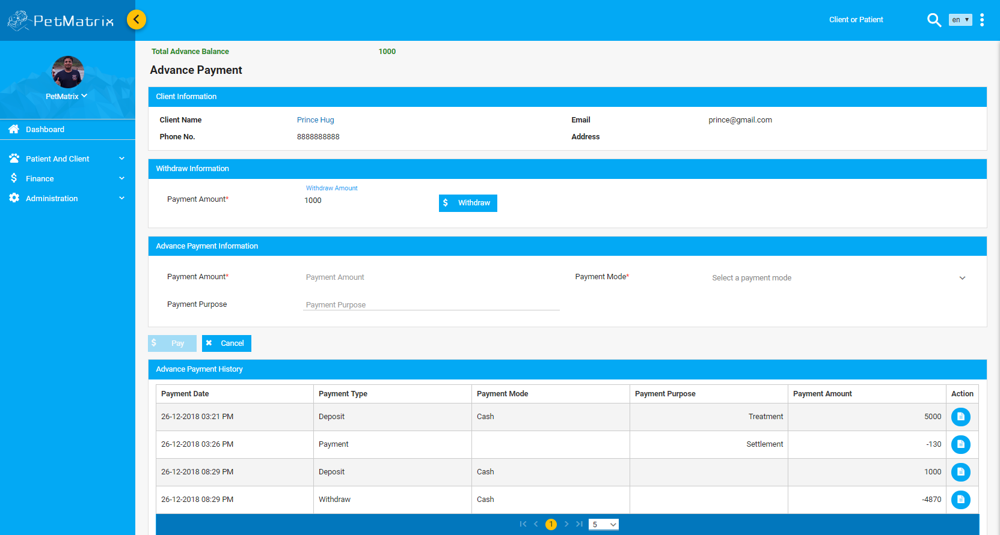 PetMatrix
Client or Patient
en
PetMatrix
Dashboard
Patient And Client
Finance
Administration
Total Advance Balance 1000
Advance Payment
Client Information
Client Name Prince Hug Email prince@gmail.com
Phone No. 8888888888 Address
Withdraw Information
Withdraw Amount
Payment Amount* 1000 $ Withdraw
Advance Payment Information
Payment Amount* Payment Amount Payment Mode* Select a payment mode
Payment Purpose Payment Purpose
$ Pay Cancel
Advance Payment History
Payment Date Payment Type Payment Mode Payment Purpose Payment Amount Action
26-12-2018 03:21 PM Deposit Cash Treatment 5000
26-12-2018 03:26 PM Payment Settlement -130
26-12-2018 08:29 PM Deposit Cash 1000
26-12-2018 08:29 PM Withdraw Cash -4870
1 5